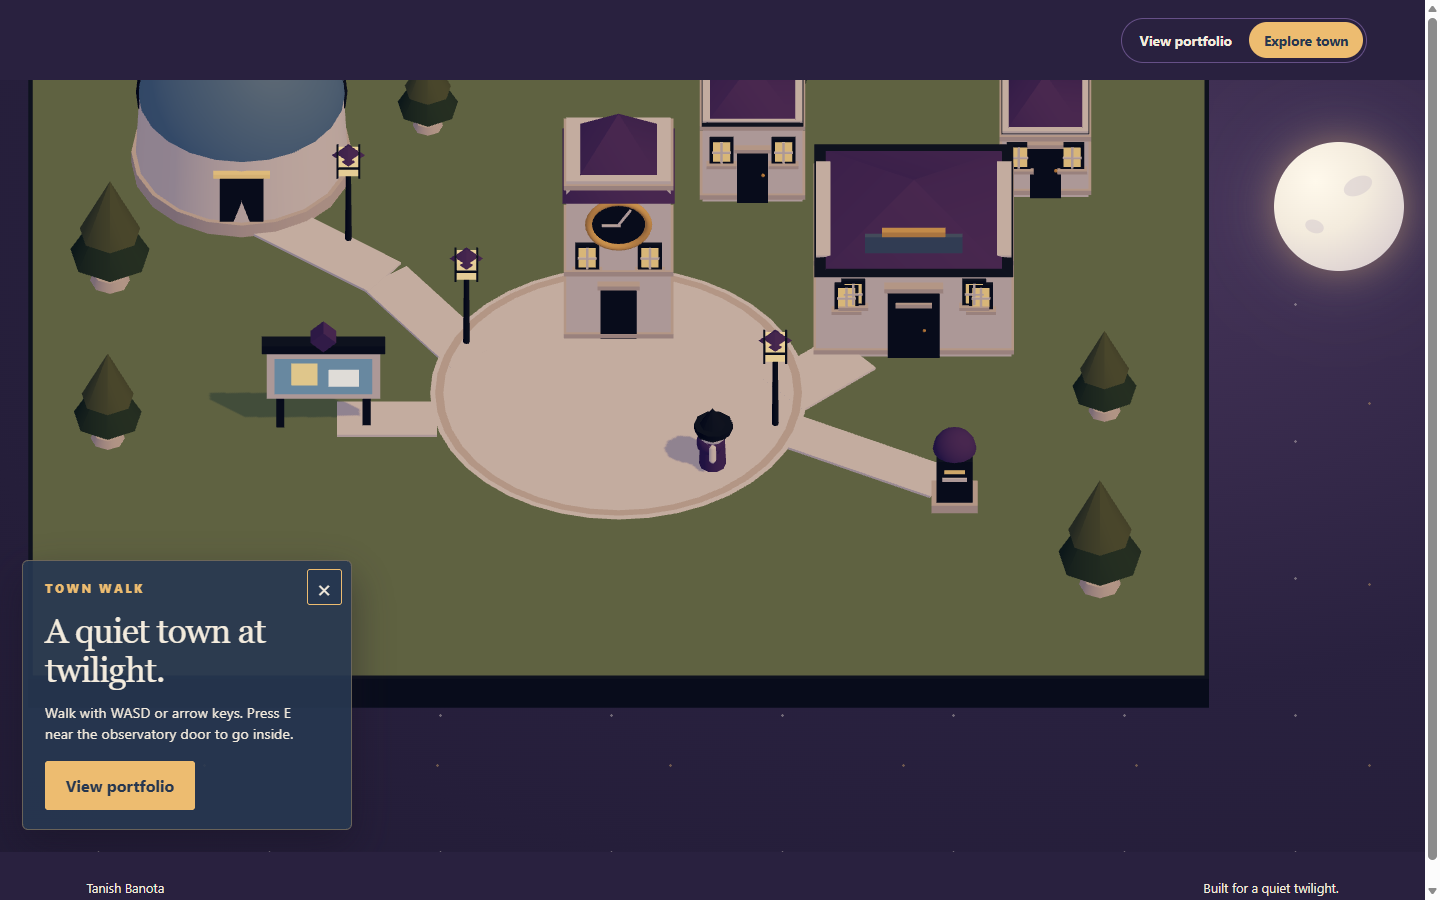 View portfolio
Explore town
TOWN WALK
×
A quiet town at
twilight.
Walk with WASD or arrow keys. Press E
near the observatory door to go inside.
View portfolio
Tanish Banota
Built for a quiet twilight.